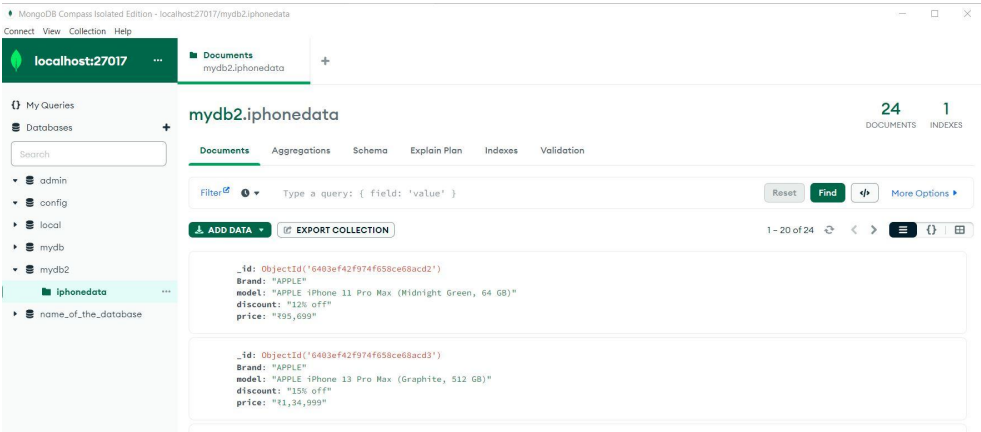 MongoDB Compass Isolated Edition - localhost:27017/mydb2.iphonedata
Connect View Collection Help
localhost:27017 ...
Documents
mydb2.iphonedata
+
{} My Queries
Databases +
Search
admin
config
local
mydb
mydb2
iphonedata ...
name_of_the_database
mydb2.iphonedata
24
DOCUMENTS
1
INDEXES
Documents Aggregations Schema Explain Plan Indexes Validation
Filter Type a query: { field: 'value' } Reset Find </> More Options
ADD DATA EXPORT COLLECTION 1 – 20 of 24 {}
_id: ObjectId('6403ef42f974f658ce68acd2')
Brand: "APPLE"
model: "APPLE iPhone 11 Pro Max (Midnight Green, 64 GB)"
discount: "12% off"
price: "₹95,699"
_id: ObjectId('6403ef42f974f658ce68acd3')
Brand: "APPLE"
model: "APPLE iPhone 13 Pro Max (Graphite, 512 GB)"
discount: "15% off"
price: "₹1,34,999"